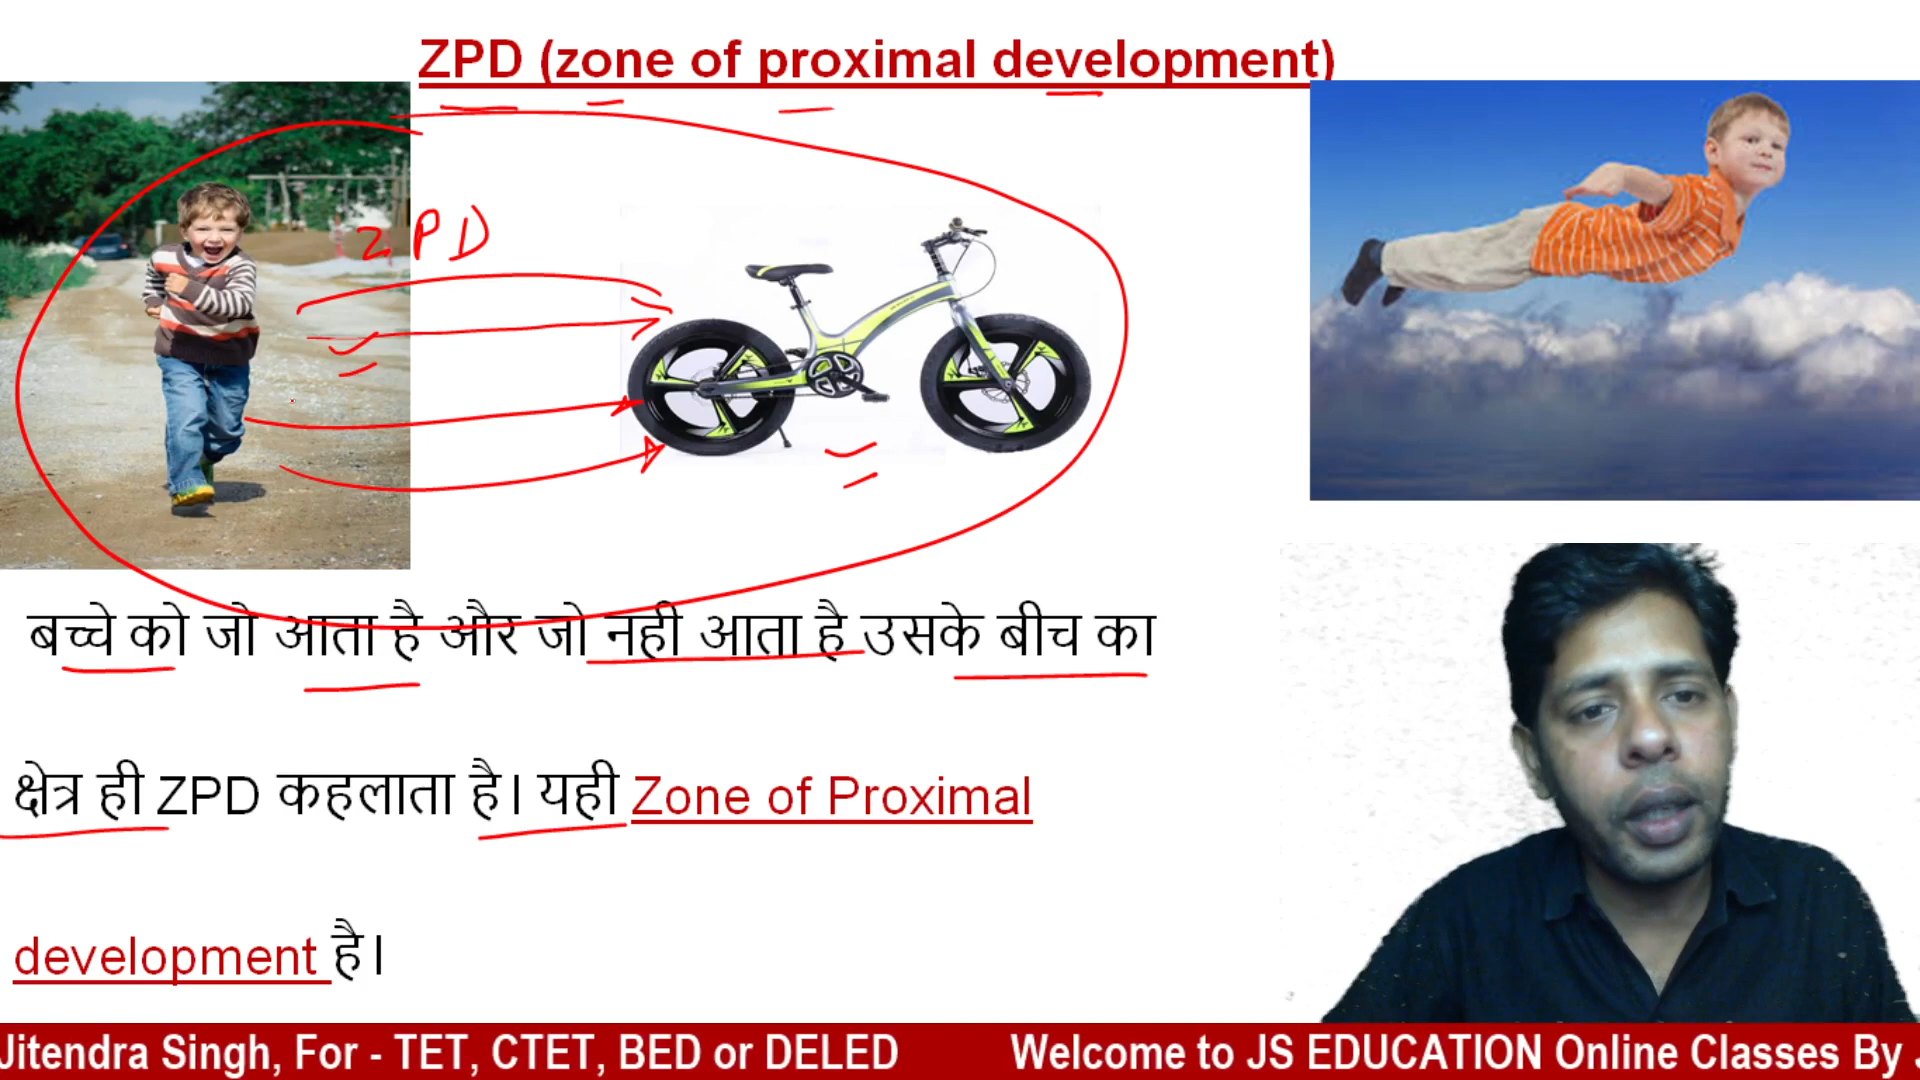 ZPD (zone of proximal development)
ZPD
बच्चे को जो आता है और जो नही आता है उसके बीच का
क्षेत्र ही ZPD कहलाता है। यही Zone of Proximal
development है।
Jitendra Singh, For - TET, CTET, BED or DELED Welcome to JS EDUCATION Online Classes By